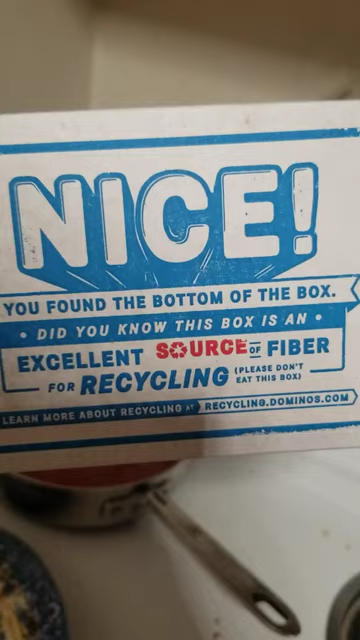 NICE!
YOU FOUND THE BOTTOM OF THE BOX.
• DID YOU KNOW THIS BOX IS AN •
EXCELLENT SOURCE OF FIBER
FOR RECYCLING (PLEASE DON'T EAT THIS BOX)
LEARN MORE ABOUT RECYCLING AT RECYCLING.DOMINOS.COM